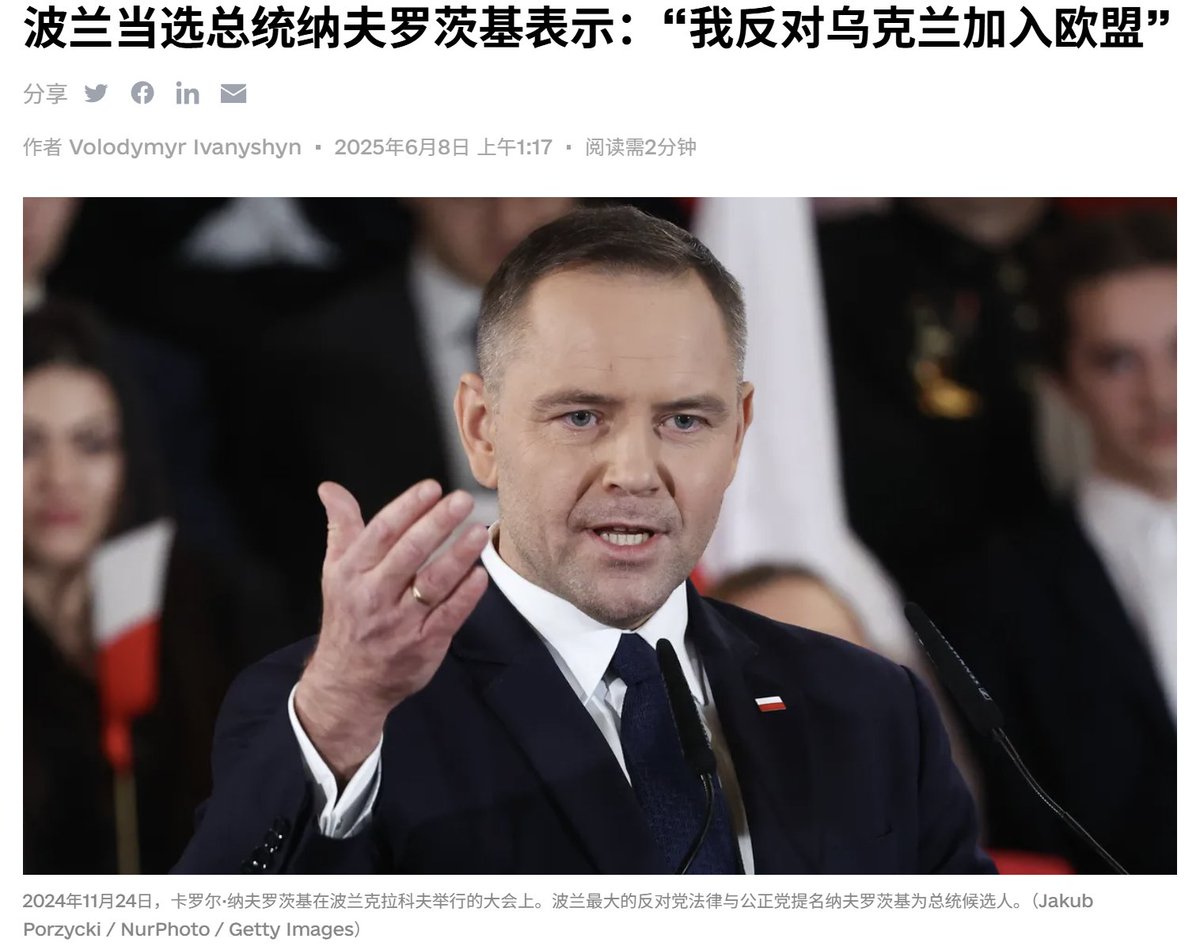 波兰当选总统纳夫罗茨基表示：“我反对乌克兰加入欧盟”
分享
作者 Volodymyr Ivanyshyn ▪ 2025年6月8日 上午1:17 ▪ 阅读需2分钟
2024年11月24日，卡罗尔·纳夫罗茨基在波兰克拉科夫举行的大会上。波兰最大的反对党法律与公正党提名纳夫罗茨基为总统候选人。（Jakub
Porzycki / NurPhoto / Getty Images）